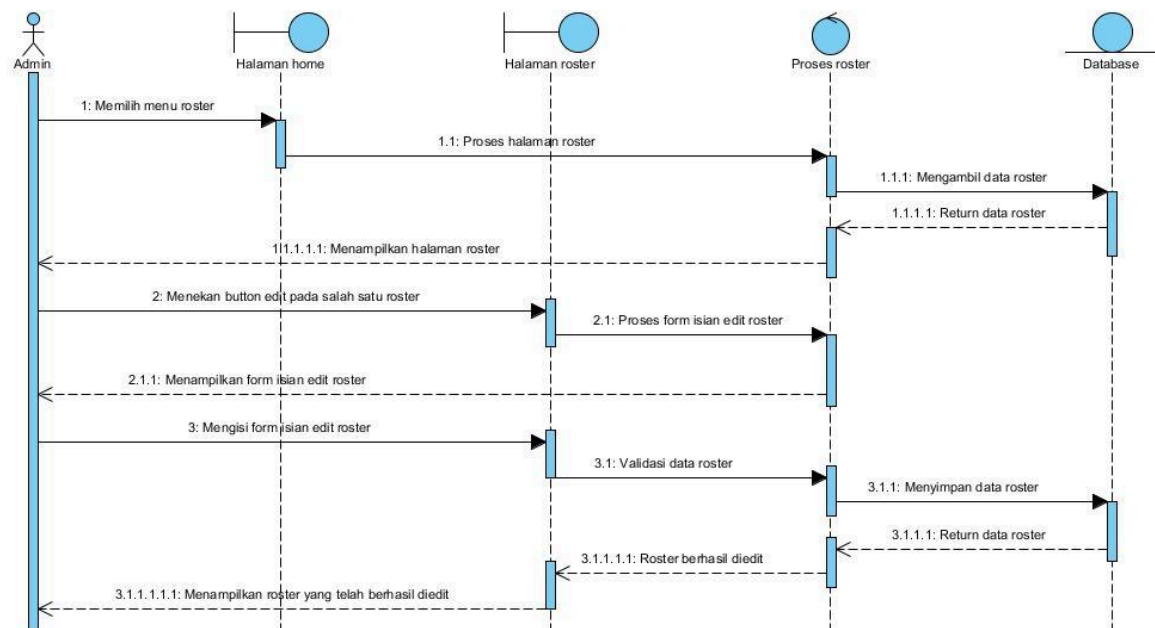 Admin
Halaman home
Halaman roster
Proses roster
Database
1: Memilih menu roster
1.1: Proses halaman roster
1.1.1: Mengambil data roster
1.1.1.1: Return data roster
1.1.1.1.1: Menampilkan halaman roster
2: Menekan button edit pada salah satu roster
2.1: Proses form isian edit roster
2.1.1: Menampilkan form isian edit roster
3: Mengisi form isian edit roster
3.1: Validasi data roster
3.1.1: Menyimpan data roster
3.1.1.1: Return data roster
3.1.1.1.1: Roster berhasil diedit
3.1.1.1.1.1: Menampilkan roster yang telah berhasil diedit